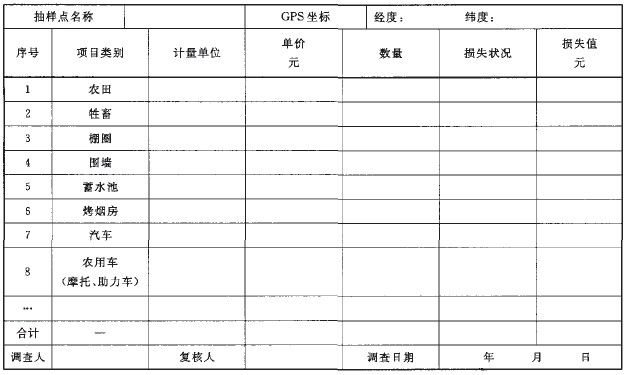 抽样点名称 GPS坐标 经度： 纬度：
序号 项目类别 计量单位 单价 元 数量 损失状况 损失值 元
1 农田
2 牲畜
3 棚圈
4 围墙
5 蓄水池
6 烤烟房
7 汽车
8 农用车
(摩托、助力车)
…
合计 —
调查人 复核人 调查日期 年 月 日